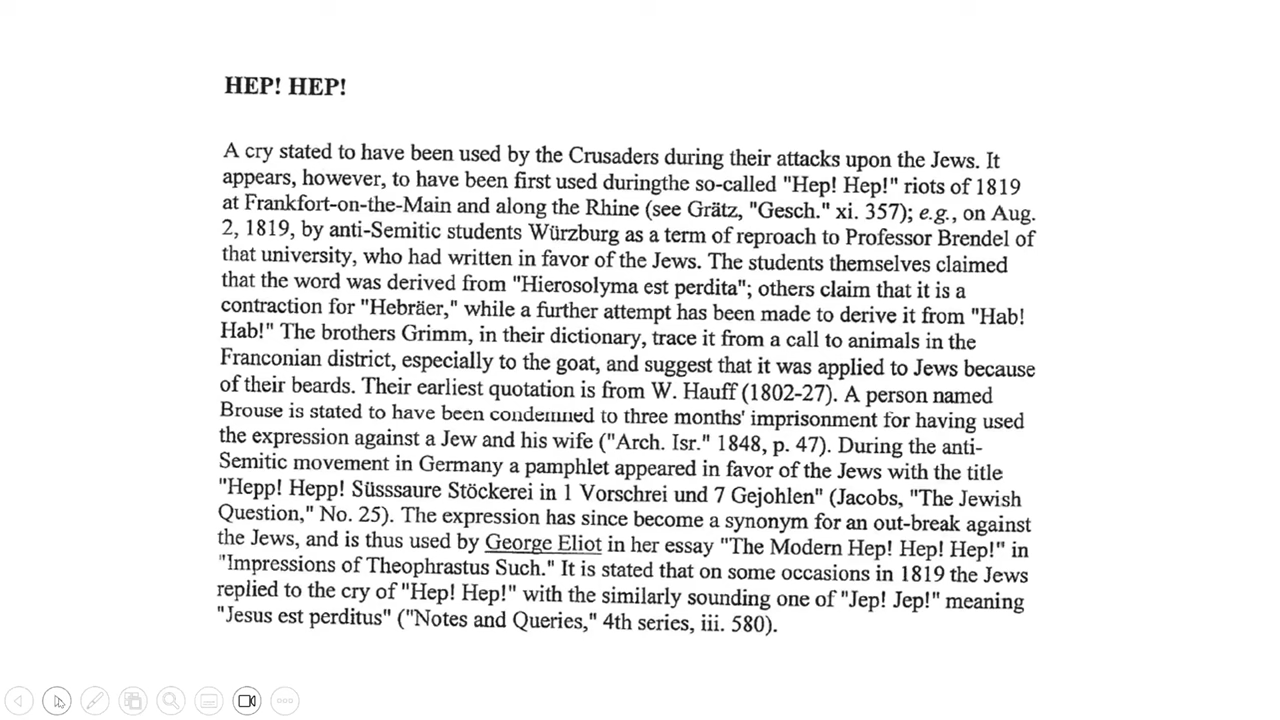 HEP! HEP!
A cry stated to have been used by the Crusaders during their attacks upon the Jews. It
appears, however, to have been first used duringthe so-called "Hep! Hep!" riots of 1819
at Frankfort-on-the-Main and along the Rhine (see Grätz, "Gesch." xi. 357); e.g., on Aug.
2, 1819, by anti-Semitic students Würzburg as a term of reproach to Professor Brendel of
that university, who had written in favor of the Jews. The students themselves claimed
that the word was derived from "Hierosolyma est perdita"; others claim that it is a
contraction for "Hebräer," while a further attempt has been made to derive it from "Hab!
Hab!" The brothers Grimm, in their dictionary, trace it from a call to animals in the
Franconian district, especially to the goat, and suggest that it was applied to Jews because
of their beards. Their earliest quotation is from W. Hauff (1802-27). A person named
Brouse is stated to have been condemned to three months' imprisonment for having used
the expression against a Jew and his wife ("Arch. Isr." 1848, p. 47). During the anti-
Semitic movement in Germany a pamphlet appeared in favor of the Jews with the title
"Hepp! Hepp! Süsssaure Stöckerei in 1 Vorschrei und 7 Gejohlen" (Jacobs, "The Jewish
Question," No. 25). The expression has since become a synonym for an out-break against
the Jews, and is thus used by George Eliot in her essay "The Modern Hep! Hep! Hep!" in
"Impressions of Theophrastus Such." It is stated that on some occasions in 1819 the Jews
replied to the cry of "Hep! Hep!" with the similarly sounding one of "Jep! Jep!" meaning
"Jesus est perditus" ("Notes and Queries," 4th series, iii. 580).